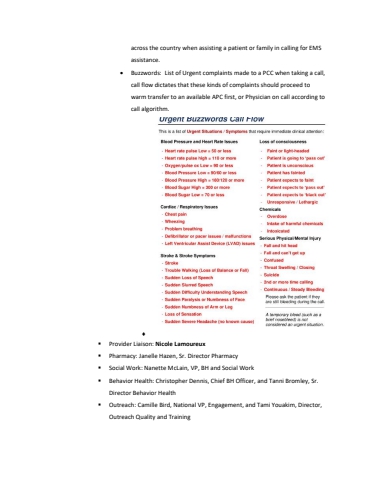 across the country when assisting a patient or family in calling for EMS
assistance.
• Buzzwords: List of Urgent complaints made to a PCC when taking a call,
call flow dictates that these kinds of complaints should proceed to
warm transfer to an available APC first, or Physician on call according to
call algorithm.
Urgent Buzzwords Call Flow
This is a list of Urgent Situations / Symptoms that require immediate clinical attention:
Blood Pressure and Heart Rate Issues
- Heart rate pulse Low = 50 or less
- Heart rate pulse high = 110 or more
- Oxygen/pulse ox Low = 90 or less
- Blood Pressure Low = 90/60 or less
- Blood Pressure High = 180/120 or more
- Blood Sugar High = 300 or more
- Blood Sugar Low = 70 or less
Cardiac / Respiratory Issues
- Chest pain
- Wheezing
- Problem breathing
- Defibrillator or pacer issues / malfunctions
- Left Ventricular Assist Device (LVAD) issues
Stroke & Stroke Symptoms
- Stroke
- Trouble Walking (Loss of Balance or Fall)
- Sudden Loss of Speech
- Sudden Slurred Speech
- Sudden Difficulty Understanding Speech
- Sudden Paralysis or Numbness of Face
- Sudden Numbness of Arm or Leg
- Loss of Sensation
- Sudden Severe Headache (no known cause)
Loss of consciousness
- Faint or light-headed
- Patient is going to 'pass out'
- Patient is unconscious
- Patient has fainted
- Patient expects to faint
- Patient expects to 'pass out'
- Patient expects to 'black out'
- Unresponsive / Lethargic
Chemicals
- Overdose
- Intake of harmful chemicals
- Intoxicated
Serious Physical/Mental Injury
- Fall and hit head
- Fall and can't get up
- Confused
- Throat Swelling / Closing
- Suicide
- 2nd or more time calling
- Continuous / Steady Bleeding
Please ask the patient if they
are still bleeding during the call.
A temporary bleed (such as a
brief nosebleed) is not
considered an urgent situation.
▪ Provider Liaison: Nicole Lamoureux
▪ Pharmacy: Janelle Hazen, Sr. Director Pharmacy
▪ Social Work: Nanette McLain, VP, BH and Social Work
▪ Behavior Health: Christopher Dennis, Chief BH Officer, and Tanni Bromley, Sr.
Director Behavior Health
▪ Outreach: Camille Bird, National VP, Engagement, and Tami Youakim, Director,
Outreach Quality and Training